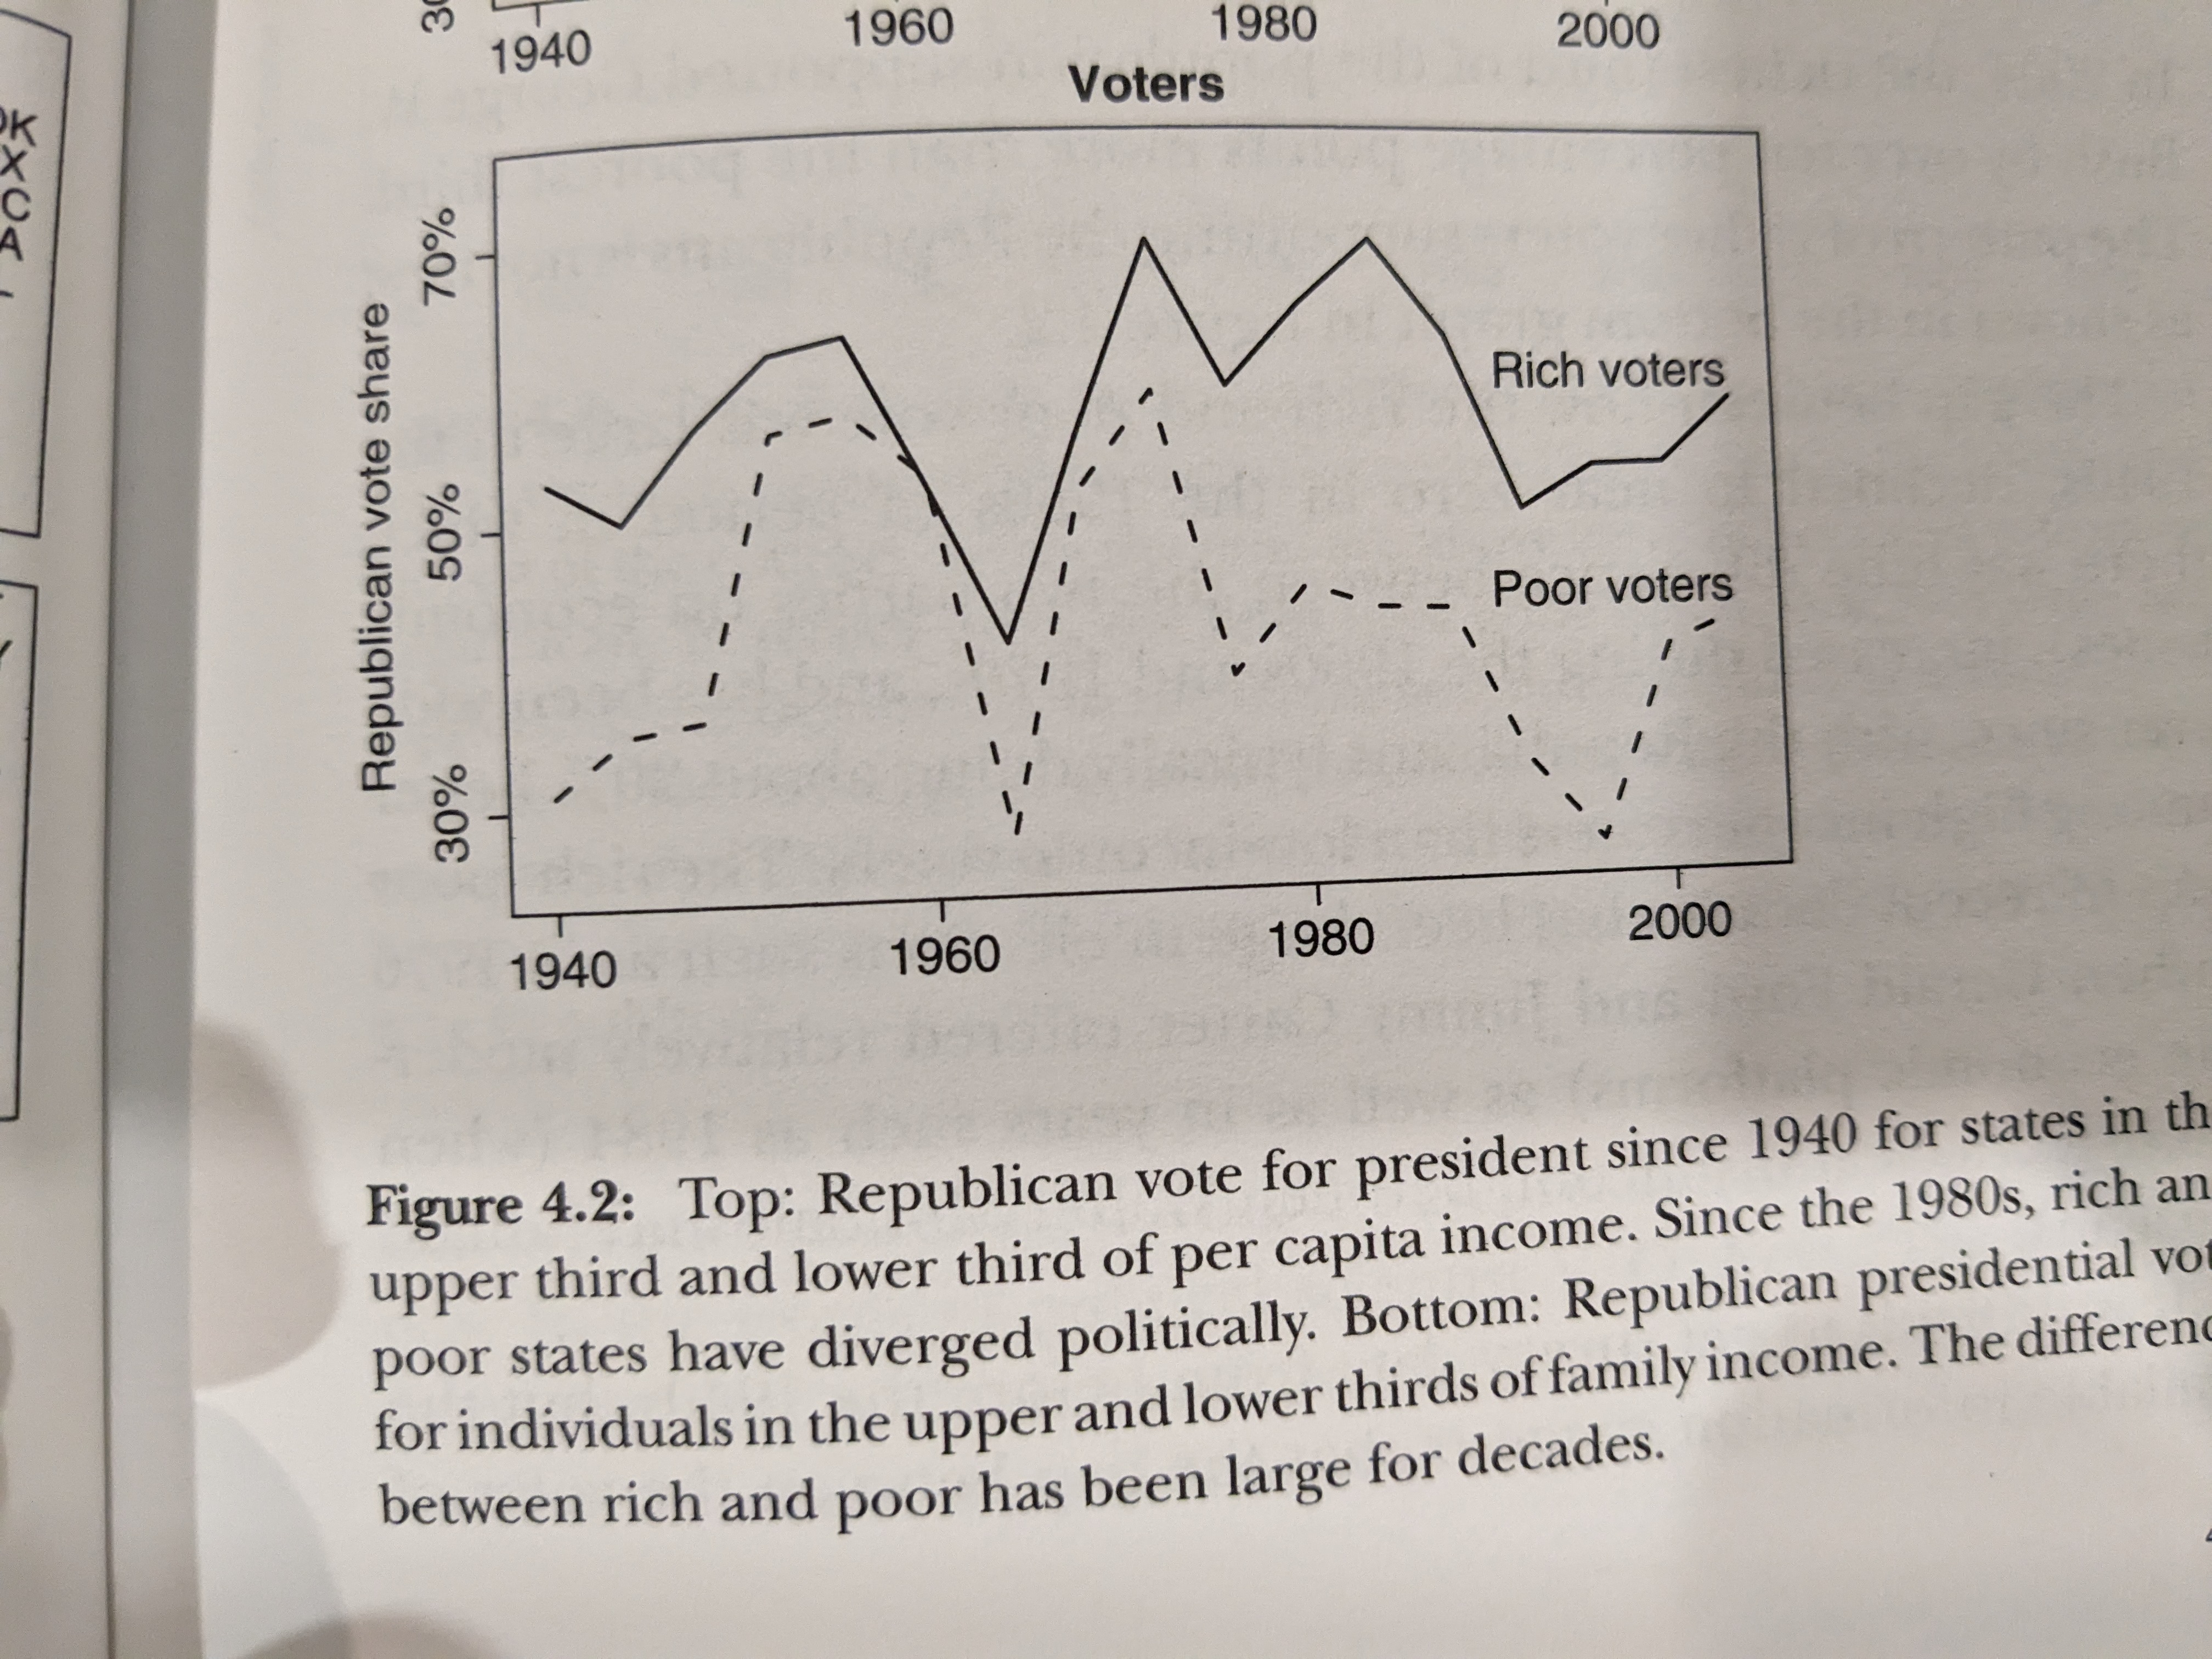 1940 1960 1980 2000
Voters
Republican vote share
70%
50%
30%
Rich voters
Poor voters
1940 1960 1980 2000
Figure 4.2: Top: Republican vote for president since 1940 for states in th
upper third and lower third of per capita income. Since the 1980s, rich an
poor states have diverged politically. Bottom: Republican presidential vot
for individuals in the upper and lower thirds of family income. The differenc
between rich and poor has been large for decades.